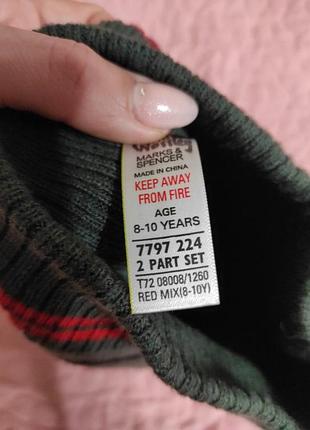 MARKS &
SPENCER
MADE IN CHINA
KEEP AWAY
FROM FIRE
AGE
8-10 YEARS
7797 224
2 PART SET
T72 08008/1260
RED MIX(8-10Y)